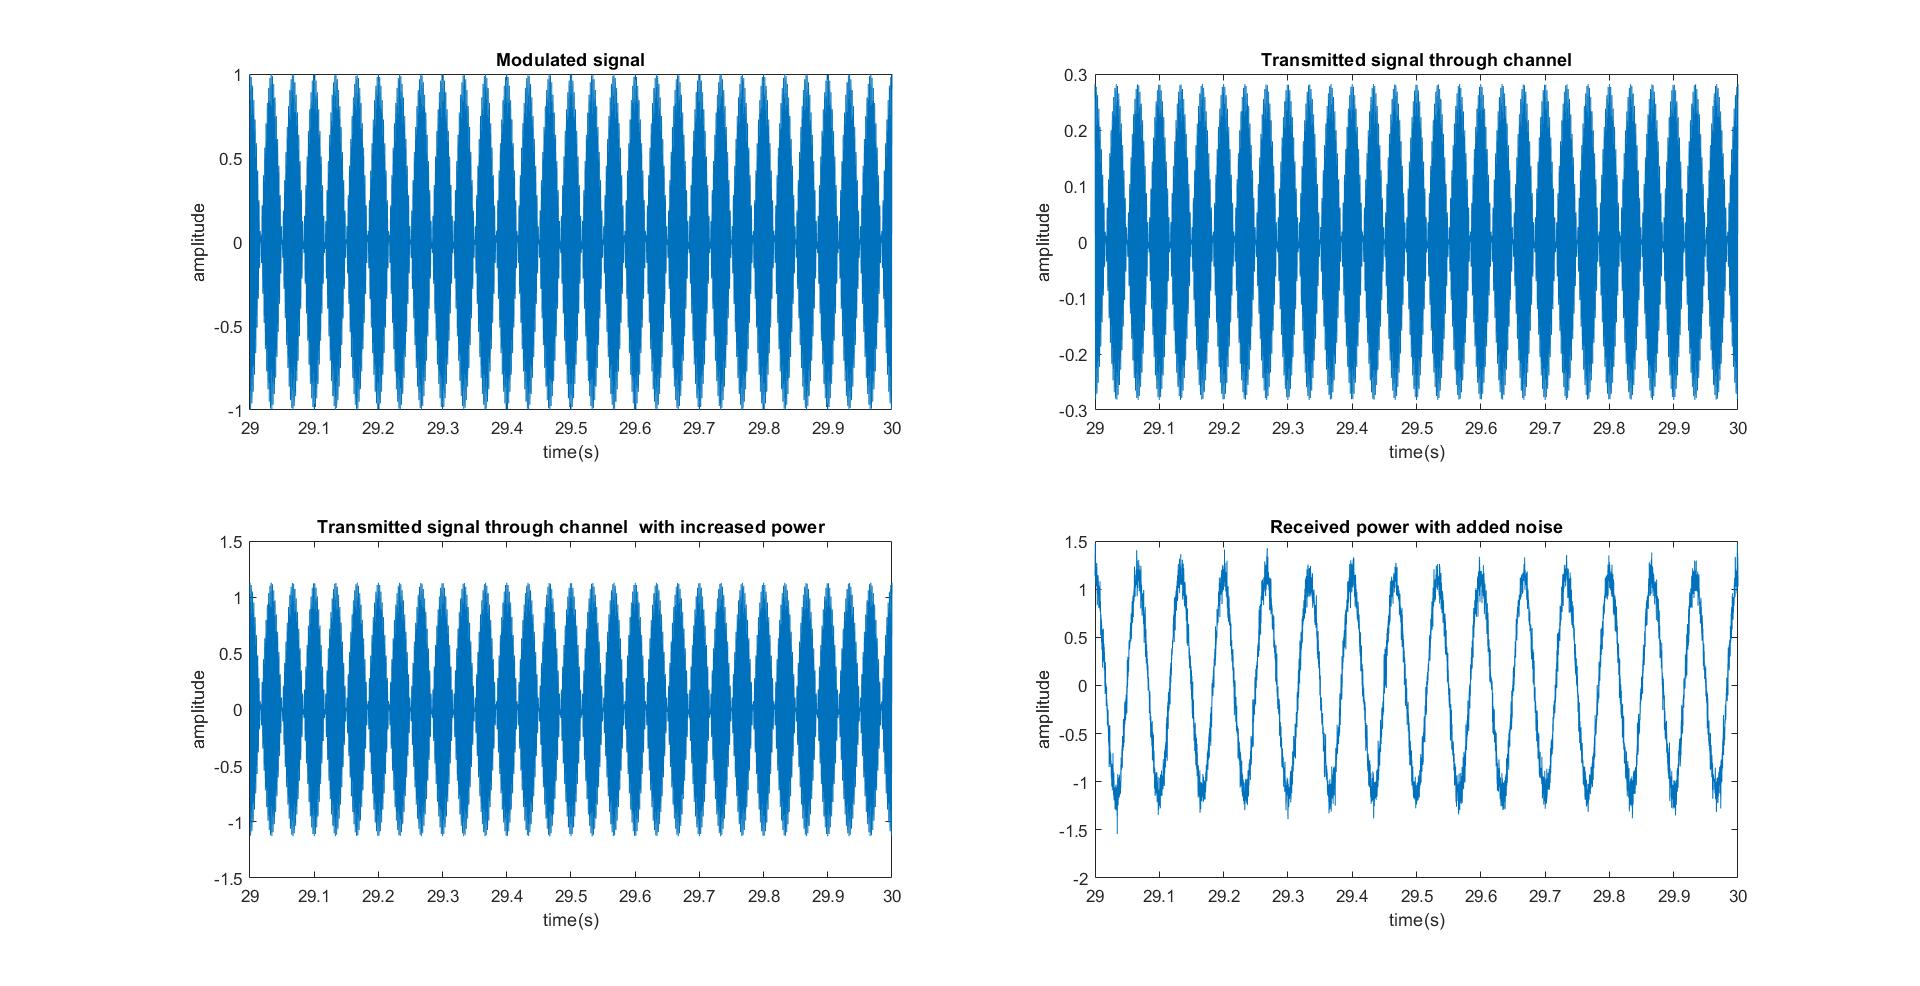 Modulated signal
1
0.5
0
-0.5
-1
amplitude
29 29.1 29.2 29.3 29.4 29.5 29.6 29.7 29.8 29.9 30
time(s)
Transmitted signal through channel
0.3
0.2
0.1
0
-0.1
-0.2
-0.3
amplitude
29 29.1 29.2 29.3 29.4 29.5 29.6 29.7 29.8 29.9 30
time(s)
Transmitted signal through channel  with increased power
1.5
1
0.5
0
-0.5
-1
-1.5
amplitude
29 29.1 29.2 29.3 29.4 29.5 29.6 29.7 29.8 29.9 30
time(s)
Received power with added noise
1.5
1
0.5
0
-0.5
-1
-1.5
-2
amplitude
29 29.1 29.2 29.3 29.4 29.5 29.6 29.7 29.8 29.9 30
time(s)